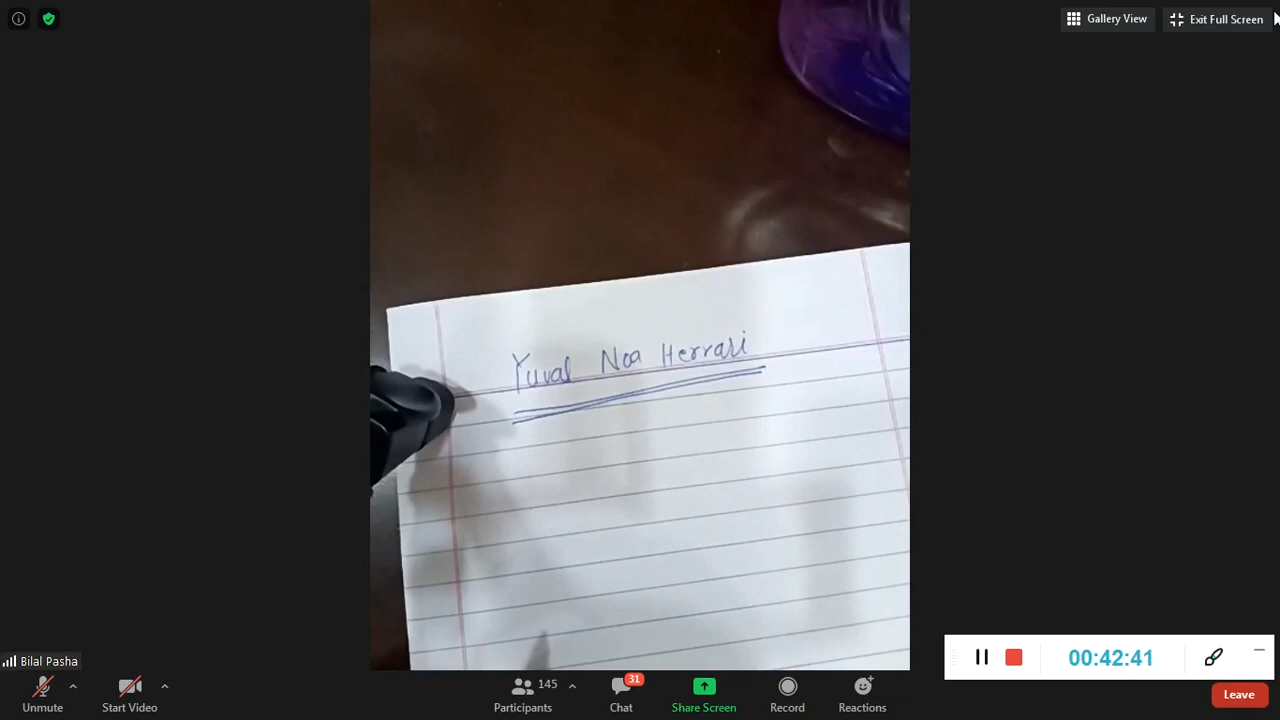 Gallery View
Exit Full Screen
Yuval Noa Herrari
Bilal Pasha
00:42:41
Unmute
Start Video
145
Participants
31
Chat
Share Screen
Record
Reactions
Leave